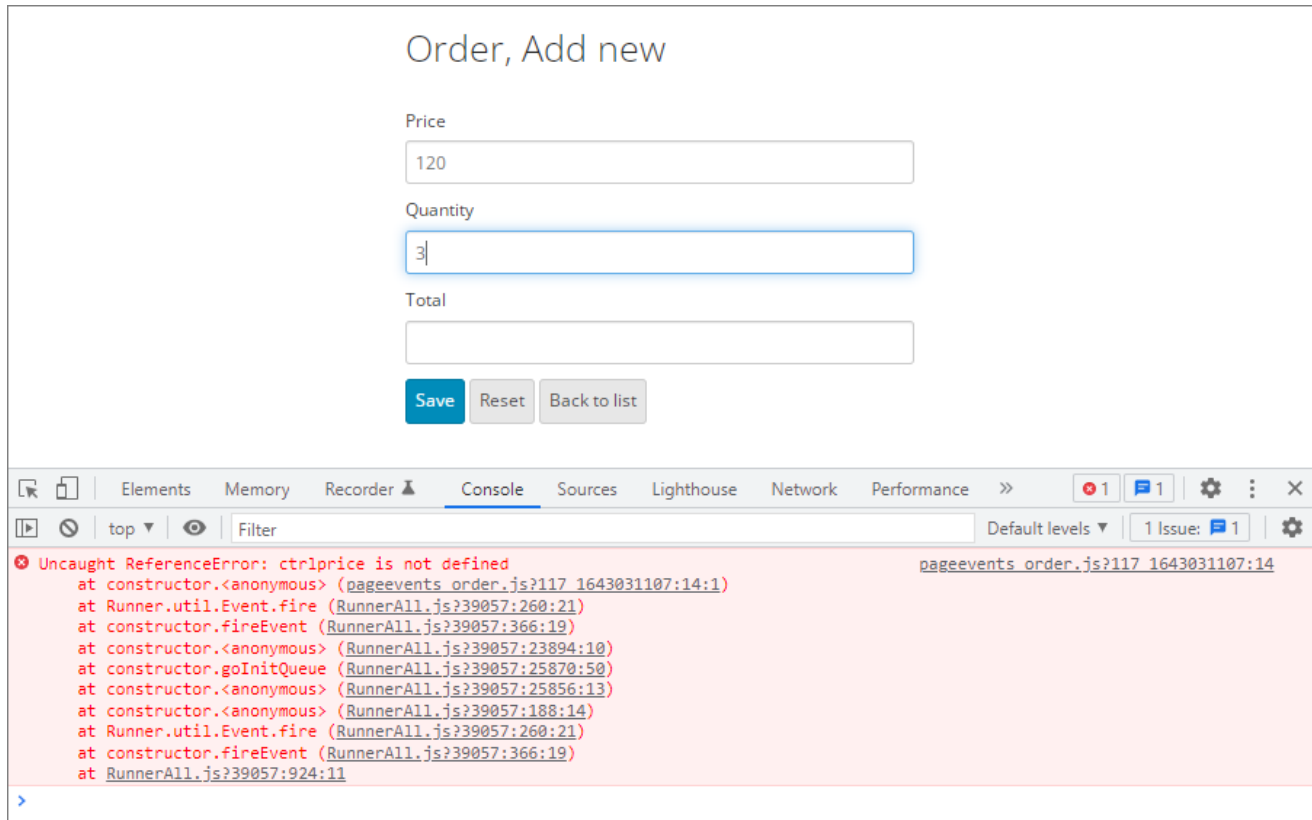 Order, Add new
Price
120
Quantity
3
Total
Save Reset Back to list
Elements Memory Recorder Console Sources Lighthouse Network Performance » 1 1
top ▼ Filter Default levels ▼ 1 Issue: 1
Uncaught ReferenceError: ctrlprice is not defined pageevents_order.js?117_1643031107:14
at constructor.<anonymous> (pageevents_order.js?117_1643031107:14:1)
at Runner.util.Event.fire (RunnerAll.js?39057:260:21)
at constructor.fireEvent (RunnerAll.js?39057:366:19)
at constructor.<anonymous> (RunnerAll.js?39057:23894:10)
at constructor.goInitQueue (RunnerAll.js?39057:25870:50)
at constructor.<anonymous> (RunnerAll.js?39057:25856:13)
at constructor.<anonymous> (RunnerAll.js?39057:188:14)
at Runner.util.Event.fire (RunnerAll.js?39057:260:21)
at constructor.fireEvent (RunnerAll.js?39057:366:19)
at RunnerAll.js?39057:924:11
>